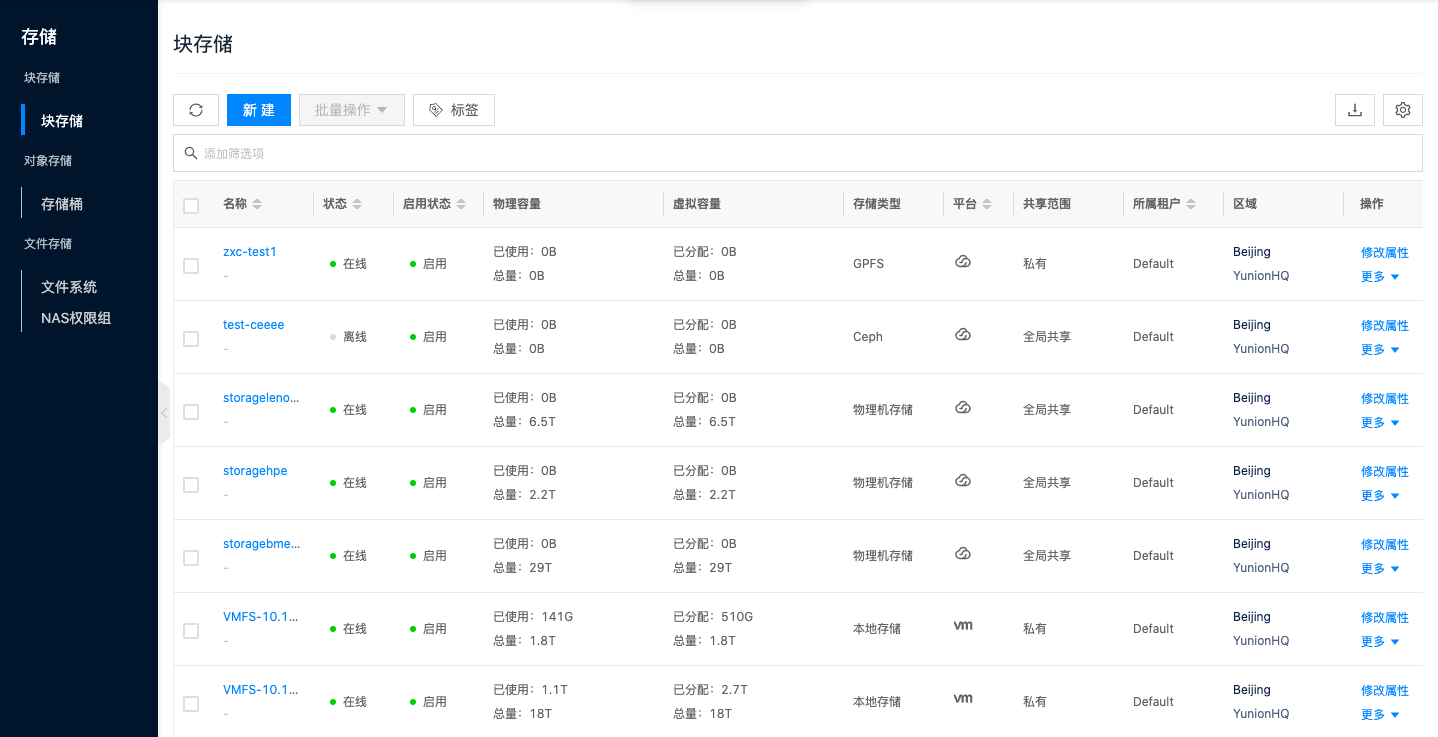 存储
块存储
块存储
对象存储
存储桶
文件存储
文件系统
NAS权限组
块存储
新 建
批量操作
标签
添加筛选项
名称 状态 启用状态 物理容量 虚拟容量 存储类型 平台 共享范围 所属租户 区域 操作
zxc-test1 在线 启用 已使用：0B 已分配：0B GPFS 私有 Default Beijing 修改属性
- 总量：0B 总量：0B YunionHQ 更多
test-ceeee 离线 启用 已使用：0B 已分配：0B Ceph 全局共享 Default Beijing 修改属性
- 总量：0B 总量：0B YunionHQ 更多
storageleno... 在线 启用 已使用：0B 已分配：0B 物理机存储 全局共享 Default Beijing 修改属性
- 总量：6.5T 总量：6.5T YunionHQ 更多
storagehpe 在线 启用 已使用：0B 已分配：0B 物理机存储 全局共享 Default Beijing 修改属性
- 总量：2.2T 总量：2.2T YunionHQ 更多
storagebme... 在线 启用 已使用：0B 已分配：0B 物理机存储 全局共享 Default Beijing 修改属性
- 总量：29T 总量：29T YunionHQ 更多
VMFS-10.1... 在线 启用 已使用：141G 已分配：510G 本地存储 vm 私有 Default Beijing 修改属性
- 总量：1.8T 总量：1.8T YunionHQ 更多
VMFS-10.1... 在线 启用 已使用：1.1T 已分配：2.7T 本地存储 vm 私有 Default Beijing 修改属性
- 总量：18T 总量：18T YunionHQ 更多